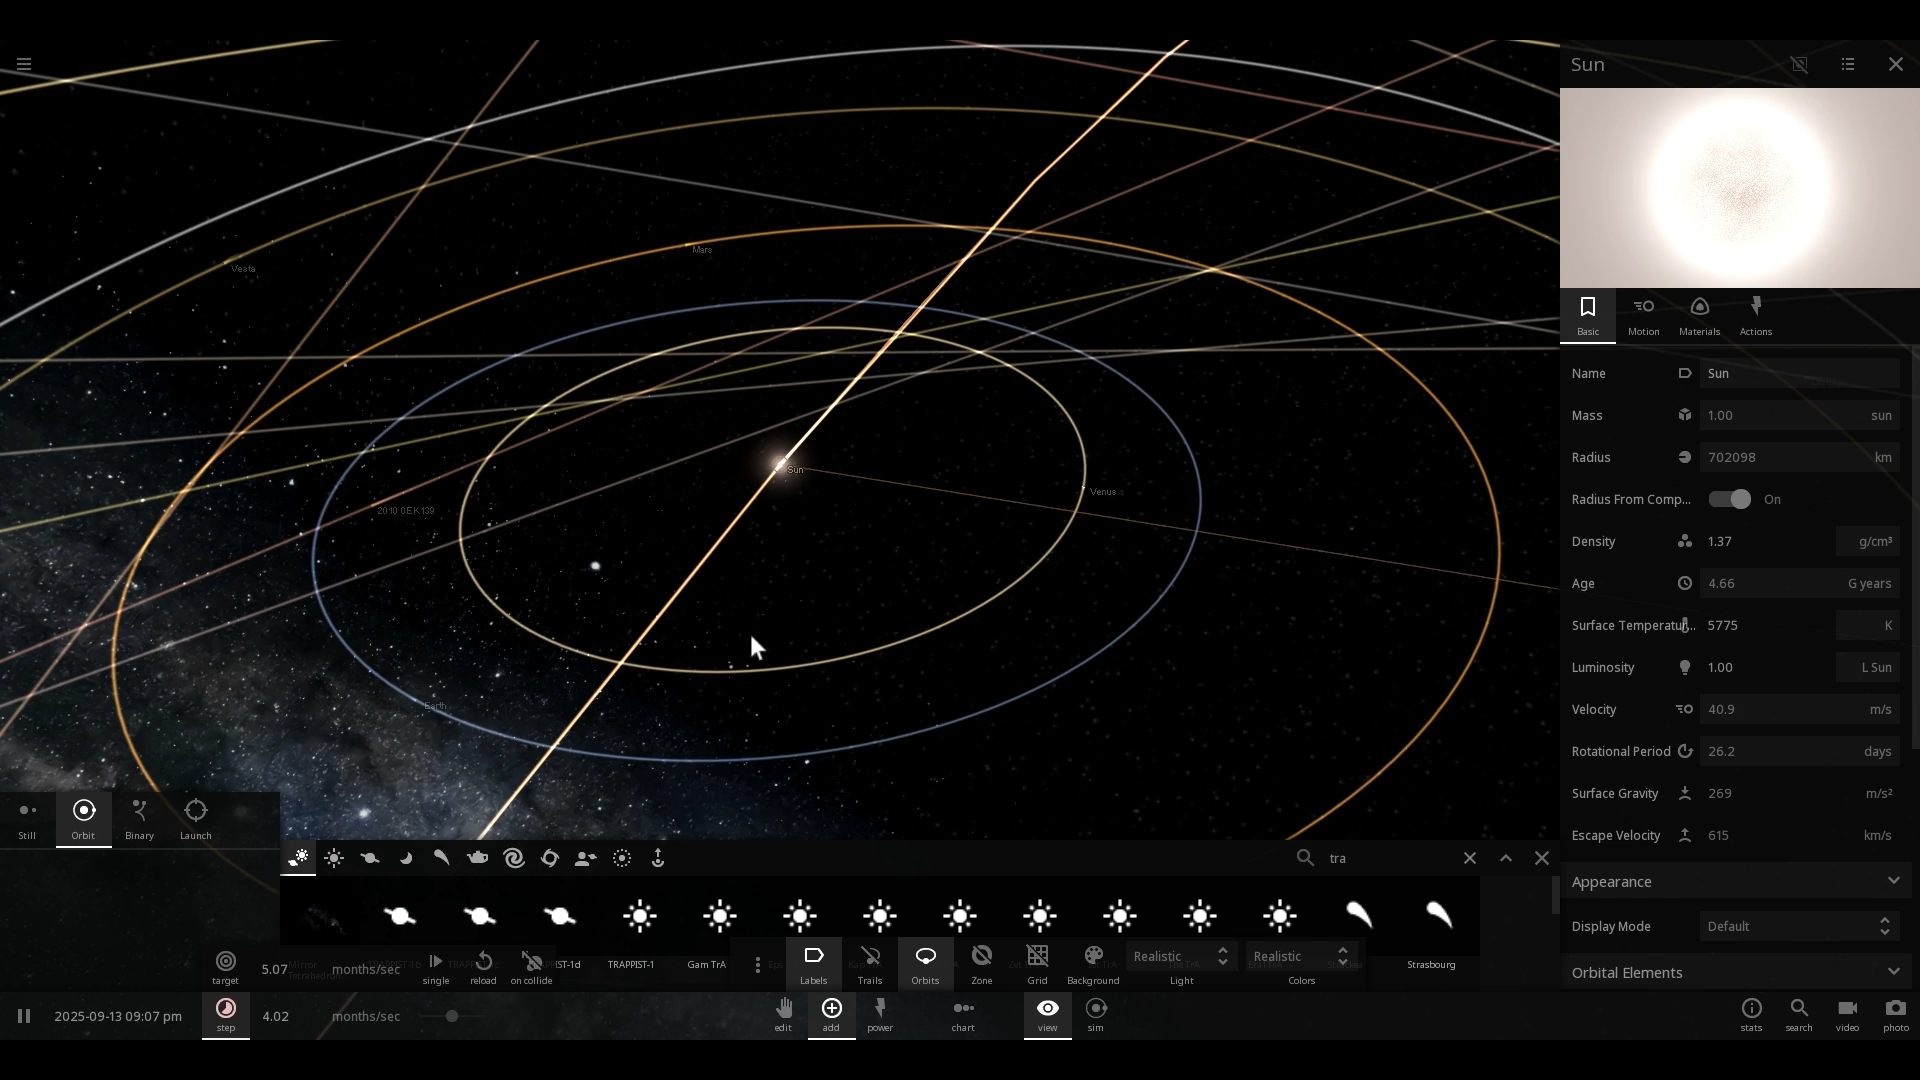 Sun
Mars
Vesta
Sun
Venus
2010 0EK139
Earth
Basic
Motion
Materials
Actions
Name
Sun
Mass
1.00
sun
Radius
702098
km
Radius From Comp...
On
Density
1.37
g/cm³
Age
4.66
G years
Surface Temperatur...
5775
K
Luminosity
1.00
L Sun
Velocity
40.9
m/s
Rotational Period
26.2
days
Surface Gravity
269
m/s²
Escape Velocity
615
km/s
Appearance
Display Mode
Default
Orbital Elements
Still
Orbit
Binary
Launch
tra
TRAPPIST-1
Gam TrA
Strasbourg
target
5.07
months/sec
single
reload
on collide
Labels
Trails
Orbits
Zone
Grid
Background
Realistic
Light
Realistic
Colors
2025-09-13 09:07 pm
step
4.02
months/sec
edit
add
power
chart
view
sim
stats
search
video
photo